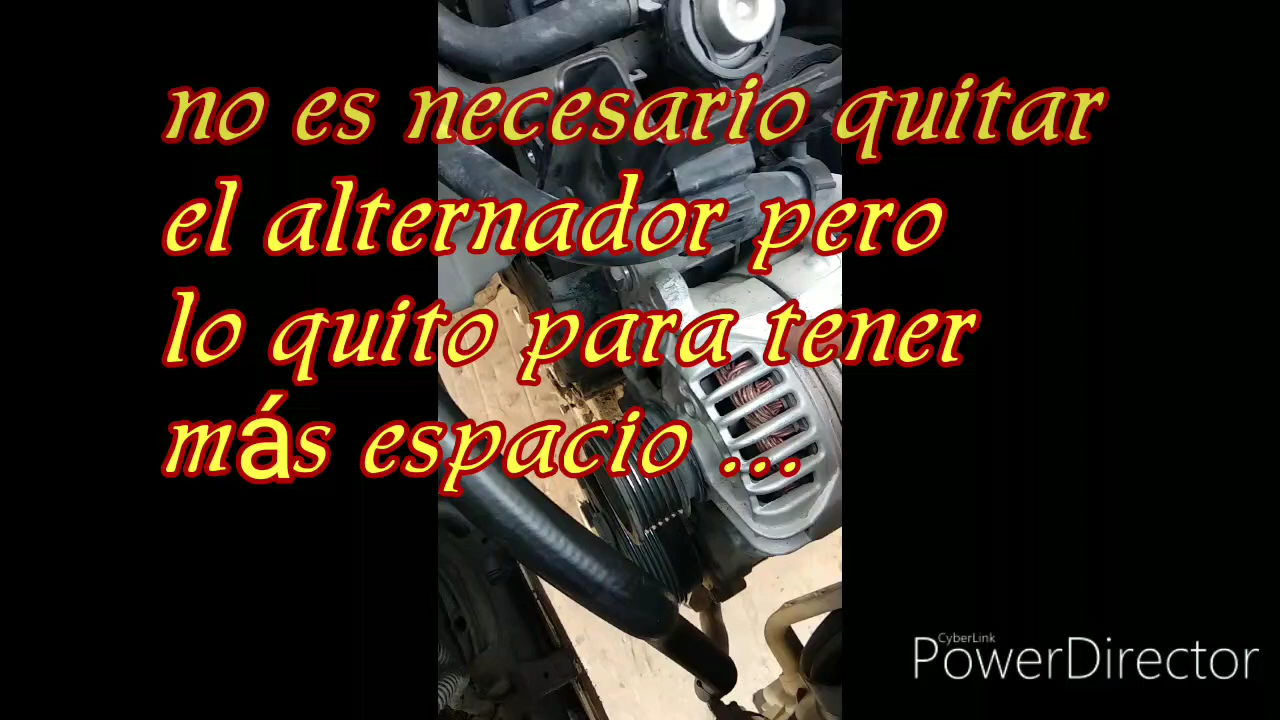 no es necesario quitar
el alternador pero
lo quito para tener
más espacio ...
CyberLink
PowerDirector